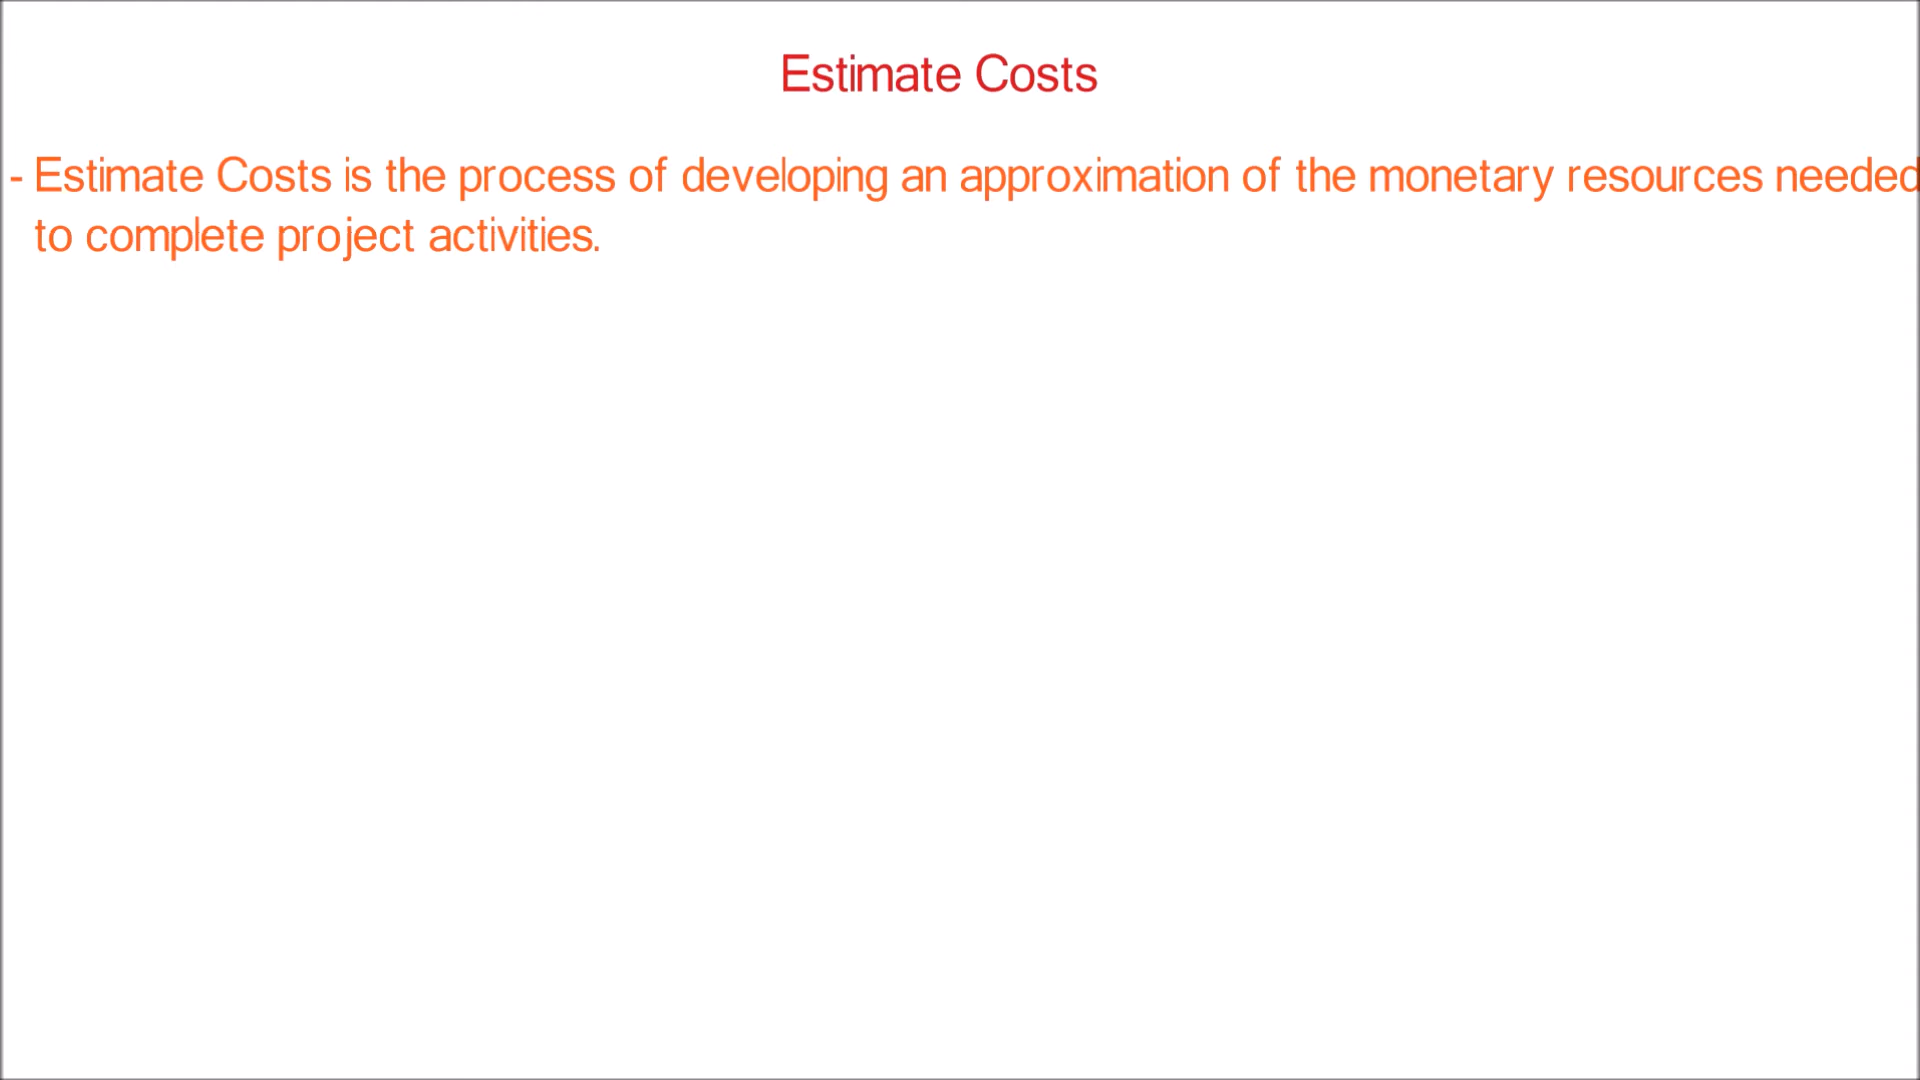 Estimate Costs
- Estimate Costs is the process of developing an approximation of the monetary resources needed
to complete project activities.